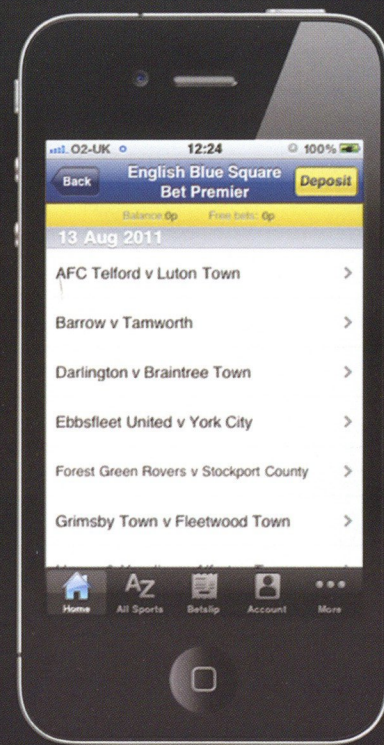 O2-UK 12:24 100%
Back English Blue Square Bet Premier Deposit
Balance:0p Free bets: 0p
13 Aug 2011
AFC Telford v Luton Town
Barrow v Tamworth
Darlington v Braintree Town
Ebbsfleet United v York City
Forest Green Rovers v Stockport County
Grimsby Town v Fleetwood Town
Home AZ All Sports Betslip Account More